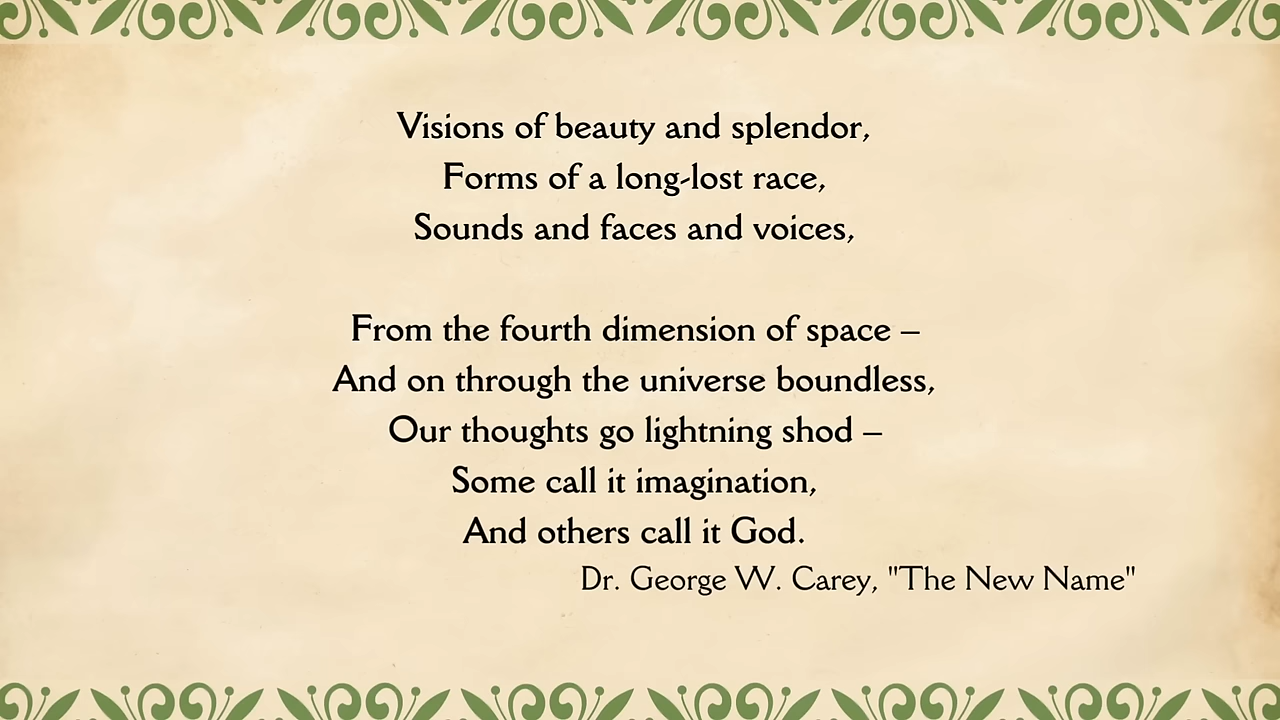 Visions of beauty and splendor,
Forms of a long-lost race,
Sounds and faces and voices,
From the fourth dimension of space –
And on through the universe boundless,
Our thoughts go lightning shod –
Some call it imagination,
And others call it God.
Dr. George W. Carey, "The New Name"